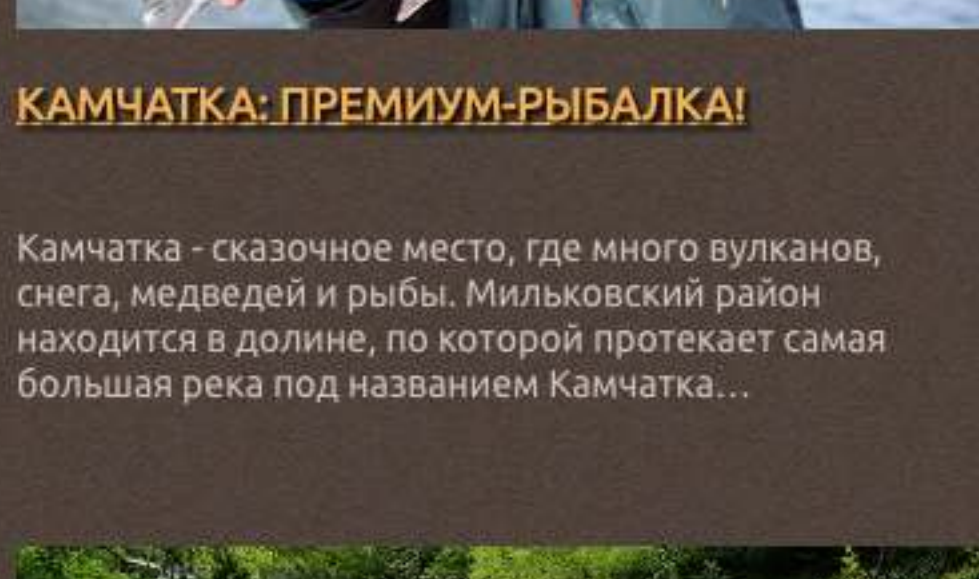 КАМЧАТКА: ПРЕМИУМ-РЫБАЛКА!
Камчатка - сказочное место, где много вулканов,
снега, медведей и рыбы. Мильковский район
находится в долине, по которой протекает самая
большая река под названием Камчатка...